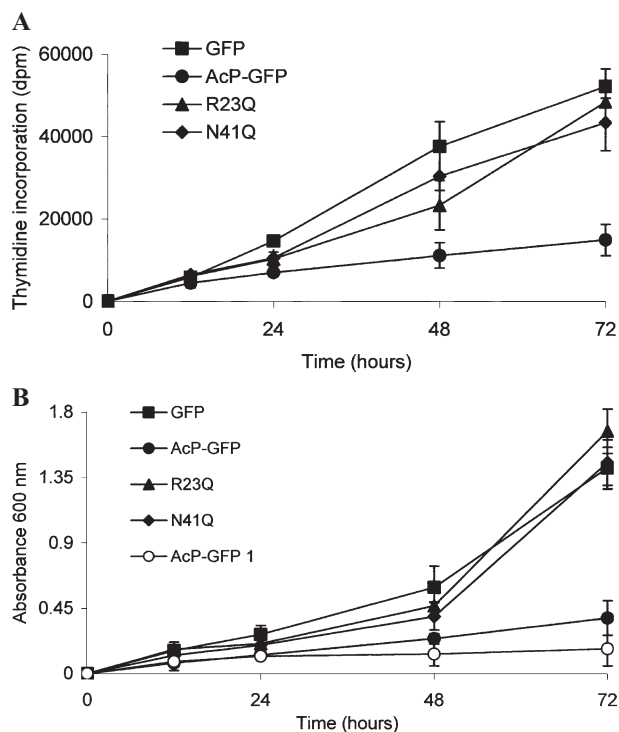 A
Thymidine incorporation (dpm)
60000
40000
20000
0
GFP
AcP-GFP
R23Q
N41Q
0 24 48 72
Time (hours)
B
Absorbance 600 nm
1.8
1.35
0.9
0.45
0
GFP
AcP-GFP
R23Q
N41Q
AcP-GFP 1
0 24 48 72
Time (hours)